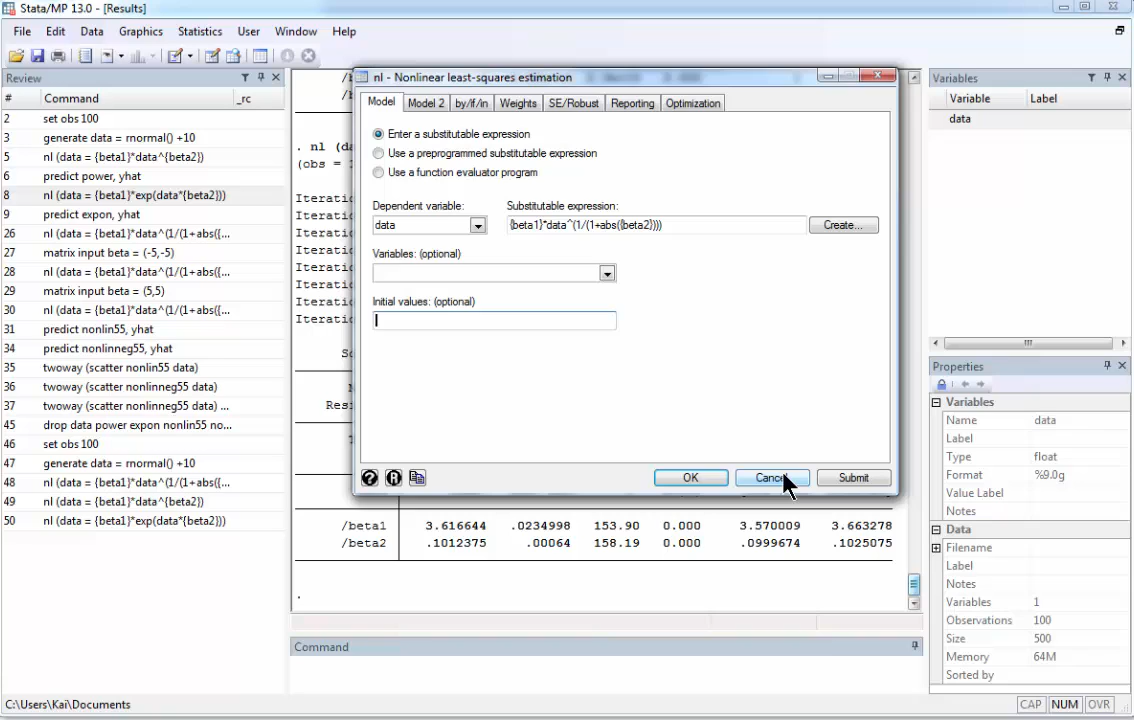 Stata/MP 13.0 - [Results]
File Edit Data Graphics Statistics User Window Help
Review
# Command _rc
2 set obs 100
3 generate data = rnormal() +10
5 nl (data = {beta1}*data^{beta2})
6 predict power, yhat
8 nl (data = {beta1}*exp(data*{beta2}))
9 predict expon, yhat
26 nl (data = {beta1}*data^(1/(1+abs({...
27 matrix input beta = (-5,-5)
28 nl (data = {beta1}*data^(1/(1+abs({...
29 matrix input beta = (5,5)
30 nl (data = {beta1}*data^(1/(1+abs({...
31 predict nonlin55, yhat
34 predict nonlinneg55, yhat
35 twoway (scatter nonlin55 data)
36 twoway (scatter nonlinneg55 data)
37 twoway (scatter nonlinneg55 data) ...
45 drop data power expon nonlin55 no...
46 set obs 100
47 generate data = rnormal() +10
48 nl (data = {beta1}*data^(1/(1+abs({...
49 nl (data = {beta1}*data^{beta2})
50 nl (data = {beta1}*exp(data*{beta2}))
. nl (da
(obs =
Iteratio
Iteratio
Iteratio
Iteratio
Iteratio
Iteratio
Iteratio
Iteratio
S
M
Resi
T
nl - Nonlinear least-squares estimation
Model Model 2 by/if/in Weights SE/Robust Reporting Optimization
Enter a substitutable expression
Use a preprogrammed substitutable expression
Use a function evaluator program
Dependent variable: Substitutable expression:
data {beta1}*data^(1/(1+abs({beta2}))) Create...
Variables: (optional)
Initial values: (optional)
OK Cancel Submit
/beta1 3.616644 .0234998 153.90 0.000 3.570009 3.663278
/beta2 .1012375 .00064 158.19 0.000 .0999674 .1025075
.
Command
Variables
Variable Label
data
Properties
Variables
Name data
Label
Type float
Format %9.0g
Value Label
Notes
Data
Filename
Label
Notes
Variables 1
Observations 100
Size 500
Memory 64M
Sorted by
C:\Users\Kai\Documents
CAP NUM OVR